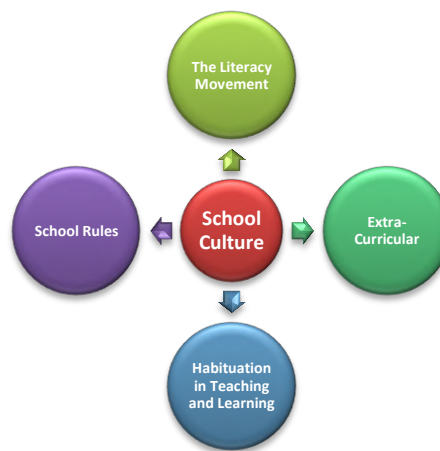 The Literacy
Movement
School Rules
School
Culture
Extra-
Curricular
Habituation
in Teaching
and Learning